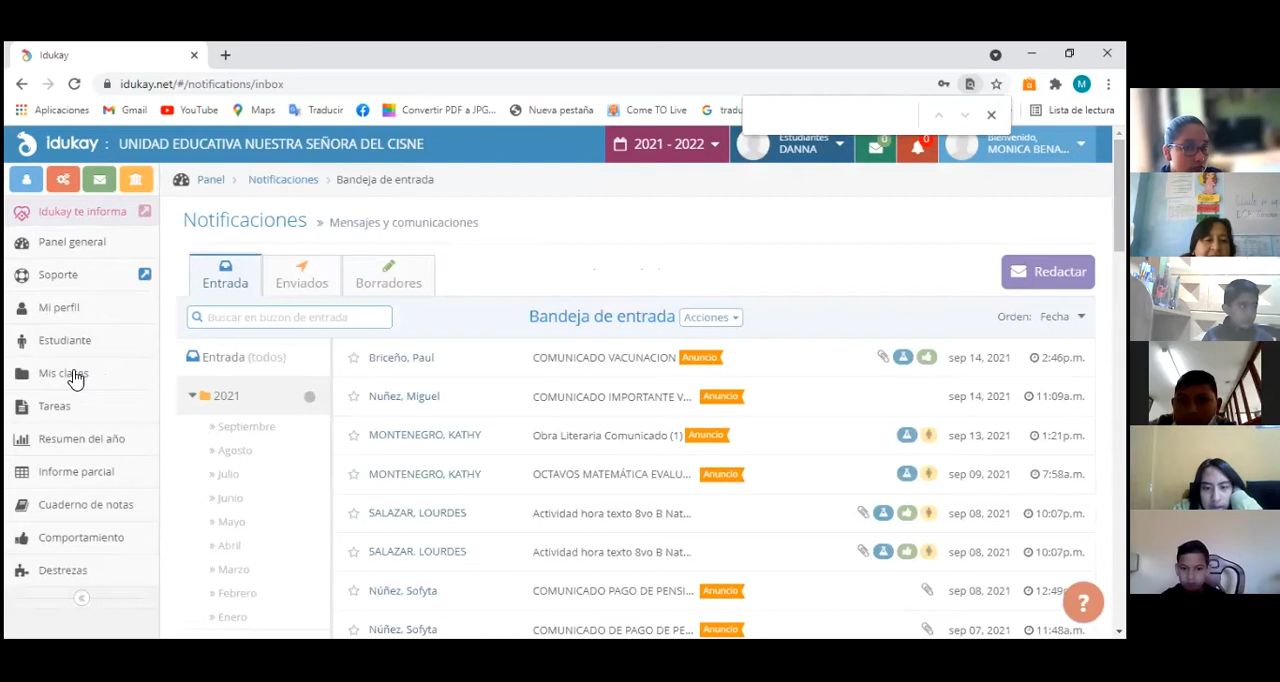 Idukay
idukay.net/#/notifications/inbox
Aplicaciones Gmail YouTube Maps Traducir Convertir PDF a JPG... Nueva pestaña Come TO Live tradu Lista de lectura
idukay : UNIDAD EDUCATIVA NUESTRA SEÑORA DEL CISNE
2021 - 2022
Estudiantes
DANNA
0
0
Bienvenido,
MONICA BENA...
M
Panel › Notificaciones › Bandeja de entrada
Idukay te informa
Panel general
Soporte
Mi perfil
Estudiante
Mis clases
Tareas
Resumen del año
Informe parcial
Cuaderno de notas
Comportamiento
Destrezas
«
Notificaciones » Mensajes y comunicaciones
Entrada Enviados Borradores
Redactar
Buscar en buzon de entrada
Bandeja de entrada Acciones
Orden: Fecha
Entrada (todos)
2021
» Septiembre
» Agosto
» Julio
» Junio
» Mayo
» Abril
» Marzo
» Febrero
» Enero
Briceño, Paul COMUNICADO VACUNACION Anuncio sep 14, 2021 2:46p.m.
Nuñez, Miguel COMUNICADO IMPORTANTE V... Anuncio sep 14, 2021 11:09a.m.
MONTENEGRO, KATHY Obra Literaria Comunicado (1) Anuncio sep 13, 2021 1:21p.m.
MONTENEGRO, KATHY OCTAVOS MATEMÁTICA EVALU... Anuncio sep 09, 2021 7:58a.m.
SALAZAR, LOURDES Actividad hora texto 8vo B Nat... sep 08, 2021 10:07p.m.
SALAZAR, LOURDES Actividad hora texto 8vo B Nat... sep 08, 2021 10:07p.m.
Núñez, Sofyta COMUNICADO PAGO DE PENSI... Anuncio sep 08, 2021 12:49
Núñez, Sofyta COMUNICADO DE PAGO DE PE... Anuncio sep 07, 2021 11:48a.m.
?